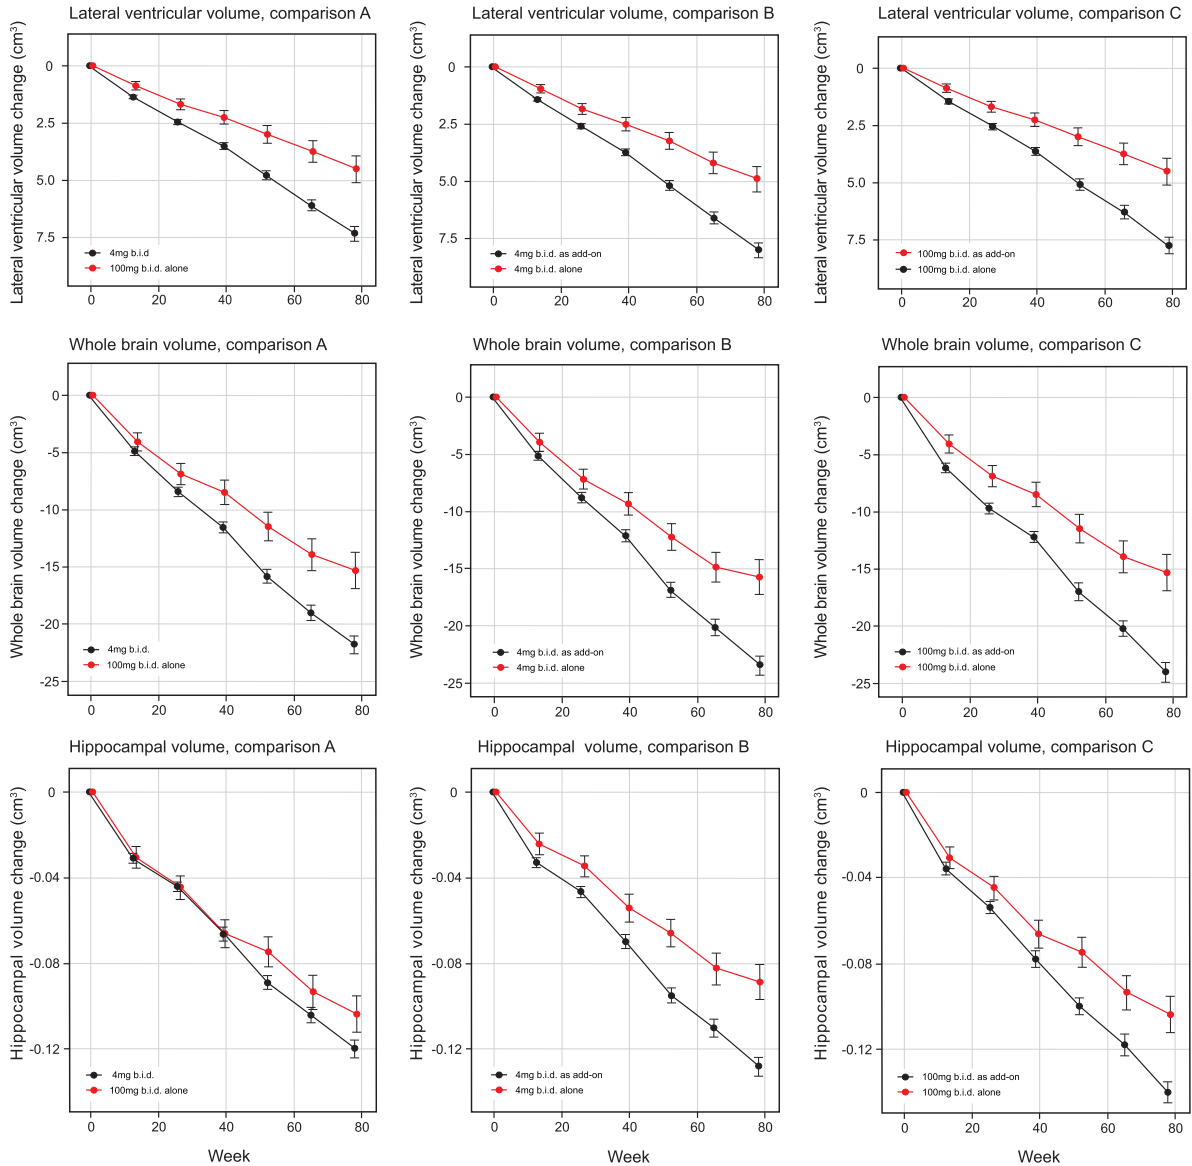 Lateral ventricular volume, comparison A
Lateral ventricular volume change (cm³)
0
2.5
5.0
7.5
4mg b.i.d
100mg b.i.d. alone
0 20 40 60 80
Lateral ventricular volume, comparison B
Lateral ventricular volume change (cm³)
0
2.5
5.0
7.5
4mg b.i.d. as add-on
4mg b.i.d. alone
0 20 40 60 80
Lateral ventricular volume, comparison C
Lateral ventricular volume change (cm³)
0
2.5
5.0
7.5
100mg b.i.d. as add-on
100mg b.i.d. alone
0 20 40 60 80
Whole brain volume, comparison A
Whole brain volume change (cm³)
0
-5
-10
-15
-20
-25
4mg b.i.d.
100mg b.i.d. alone
0 20 40 60 80
Whole brain volume, comparison B
Whole brain volume change (cm³)
0
-5
-10
-15
-20
-25
4mg b.i.d. as add-on
4mg b.i.d. alone
0 20 40 60 80
Whole brain volume, comparison C
Whole brain volume change (cm³)
0
-5
-10
-15
-20
-25
100mg b.i.d. as add-on
100mg b.i.d. alone
0 20 40 60 80
Hippocampal volume, comparison A
Hippocampal volume change (cm³)
0
-0.04
-0.08
-0.12
4mg b.i.d.
100mg b.i.d. alone
0 20 40 60 80
Week
Hippocampal volume, comparison B
Hippocampal volume change (cm³)
0
-0.04
-0.08
-0.12
4mg b.i.d. as add-on
4mg b.i.d. alone
0 20 40 60 80
Week
Hippocampal volume, comparison C
Hippocampal volume change (cm³)
0
-0.04
-0.08
-0.12
100mg b.i.d. as add-on
100mg b.i.d. alone
0 20 40 60 80
Week